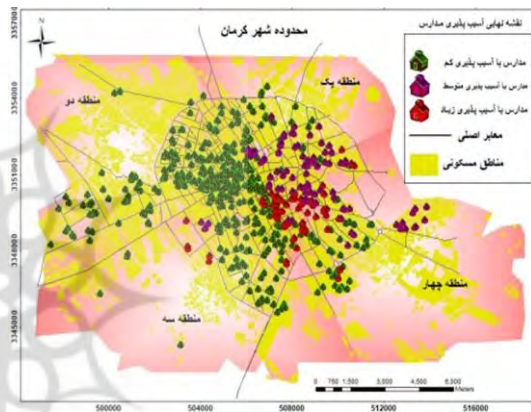 محدوده شهر کرمان
N
نقشه نهایی آسیب پذیری مدارس
مدارس با آسیب پذیری کم
مدارس با آسیب پذیری متوسط
مدارس با آسیب پذیری زیاد
معابر اصلی
مناطق مسکونی
منطقه یک
منطقه دو
منطقه سه
منطقه چهار
3357000
3354000
3351000
3348000
3345000
0 750 1,500 3,000 4,500 6,000
Meters
500000 504000 508000 512000 516000